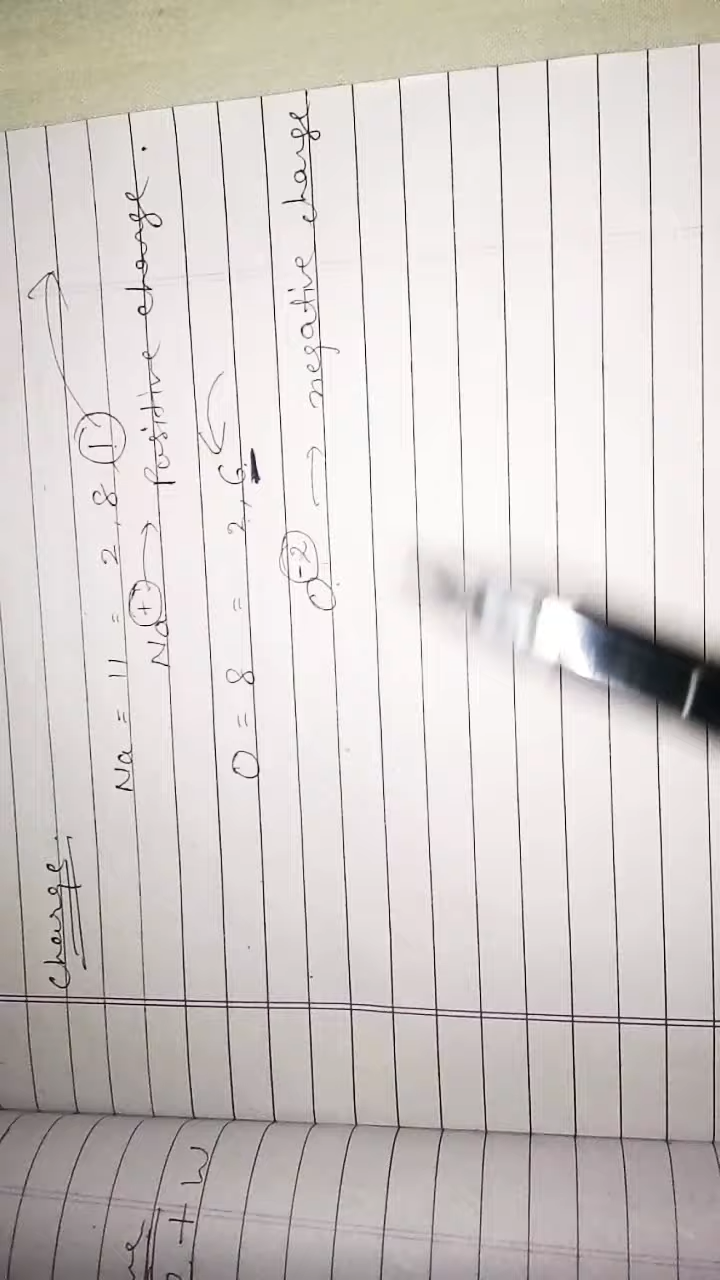 Charge.
Na = 11 = 2, 8, 1
Na+ → Positive charge.
O = 8 = 2, 6
O-2 → negative charge
+ W